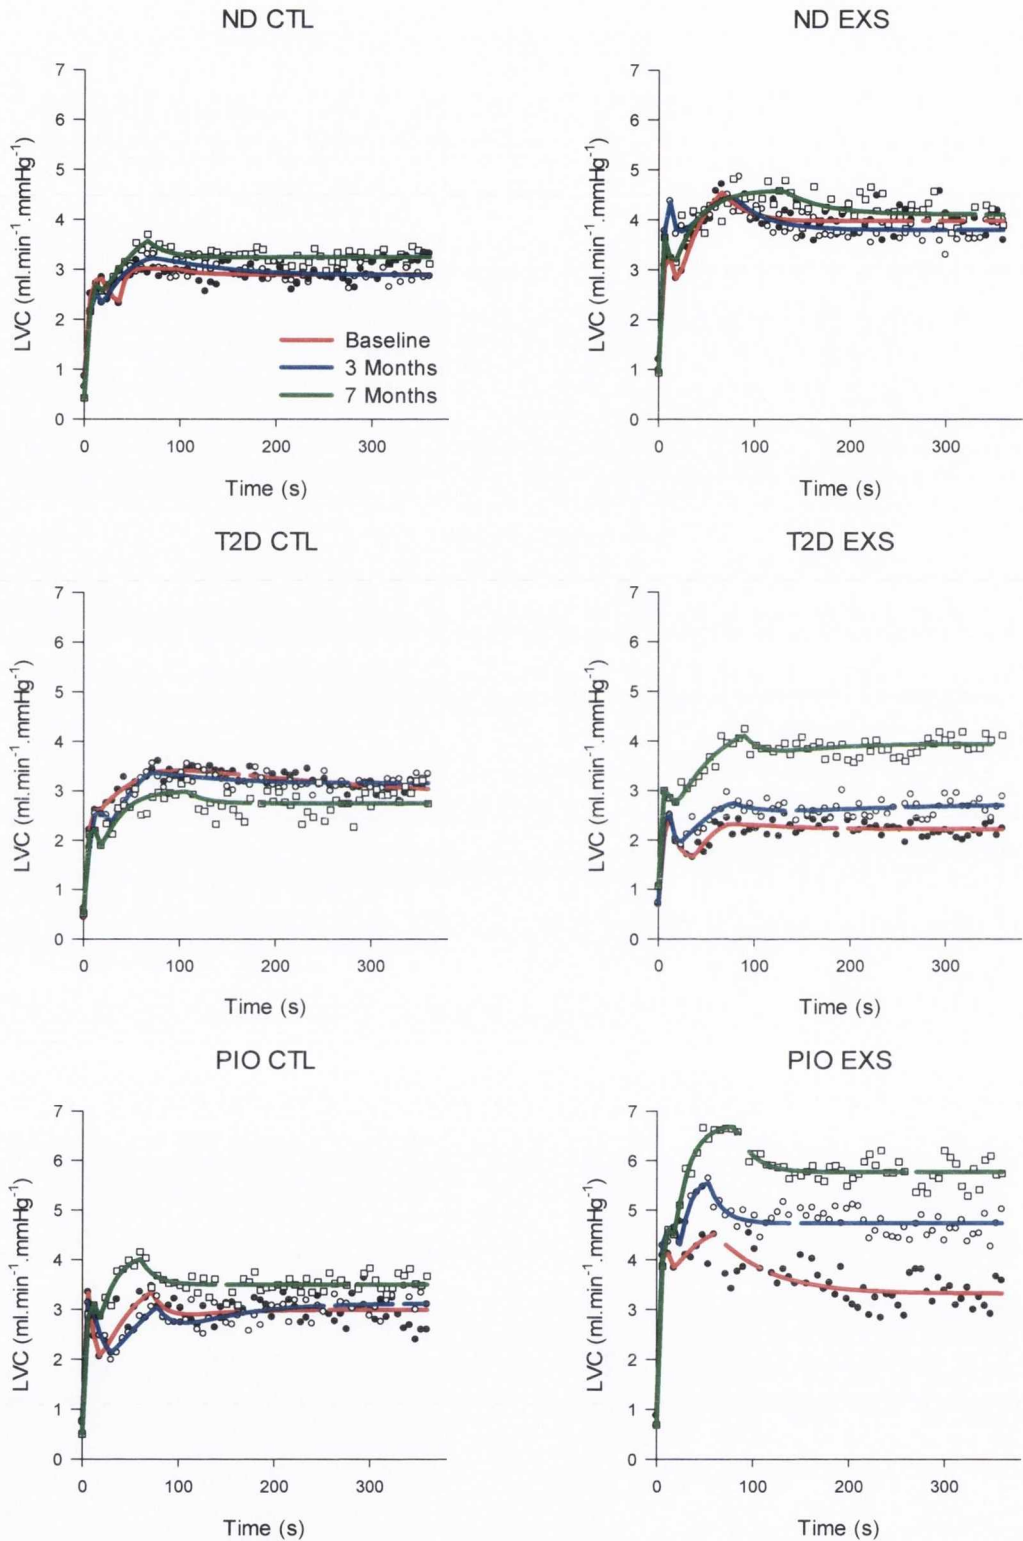 ND CTL
ND EXS
7
6
5
4
3
2
1
0
LVC (ml.min⁻¹.mmHg⁻¹)
0 100 200 300
Time (s)
Baseline
3 Months
7 Months
7
6
5
4
3
2
1
0
LVC (ml.min⁻¹.mmHg⁻¹)
0 100 200 300
Time (s)
T2D CTL
T2D EXS
7
6
5
4
3
2
1
0
LVC (ml.min⁻¹.mmHg⁻¹)
0 100 200 300
Time (s)
7
6
5
4
3
2
1
0
LVC (ml.min⁻¹.mmHg⁻¹)
0 100 200 300
Time (s)
PIO CTL
PIO EXS
7
6
5
4
3
2
1
0
LVC (ml.min⁻¹.mmHg⁻¹)
0 100 200 300
Time (s)
7
6
5
4
3
2
1
0
LVC (ml.min⁻¹.mmHg⁻¹)
0 100 200 300
Time (s)